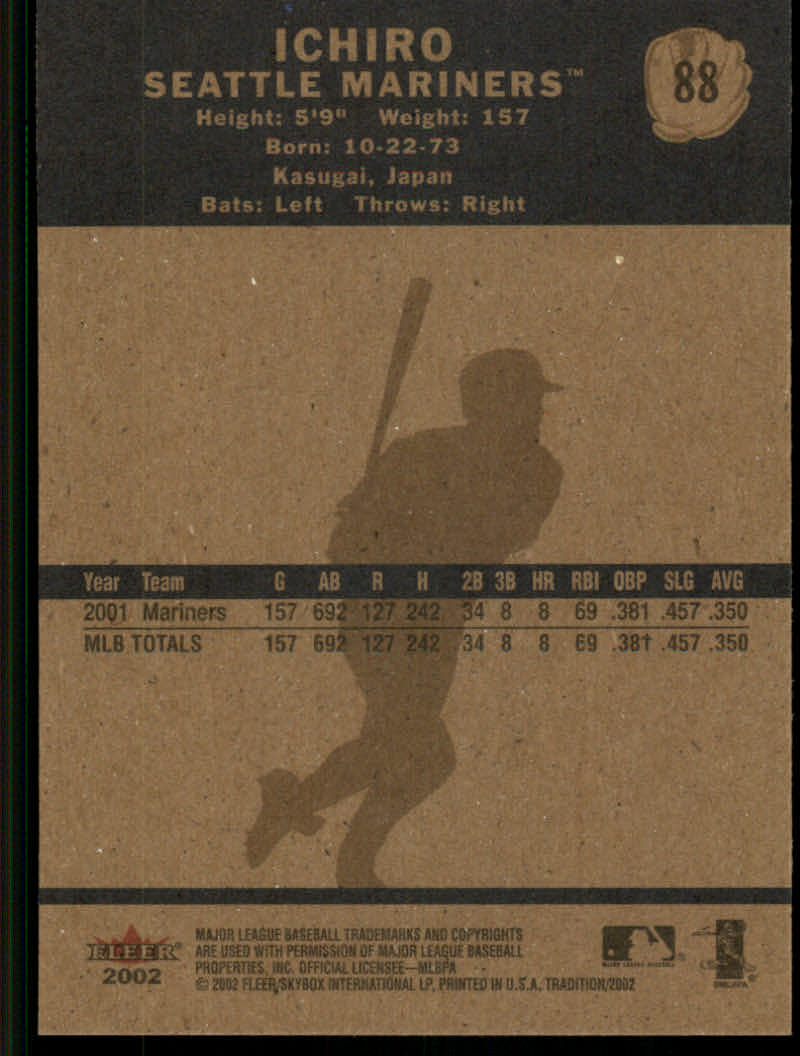 ICHIRO
88
SEATTLE MARINERS™
Height: 5'9" Weight: 157
Born: 10-22-73
Kasugai, Japan
Bats: Left Throws: Right
Year Team G AB R H 2B 3B HR RBI OBP SLG AVG
2001 Mariners 157 692 127 242 34 8 8 69 .381 .457 .350
MLB TOTALS 157 692 127 242 34 8 8 69 .381 .457 .350
FLEER®
2002
MAJOR LEAGUE BASEBALL TRADEMARKS AND COPYRIGHTS
ARE USED WITH PERMISSION OF MAJOR LEAGUE BASEBALL
PROPERTIES, INC. OFFICIAL LICENSEE—MLBPA
© 2002 FLEER/SKYBOX INTERNATIONAL LP, PRINTED IN U.S.A. TRADITION/2002
MAJOR LEAGUE BASEBALL
®
®
©MLBPA